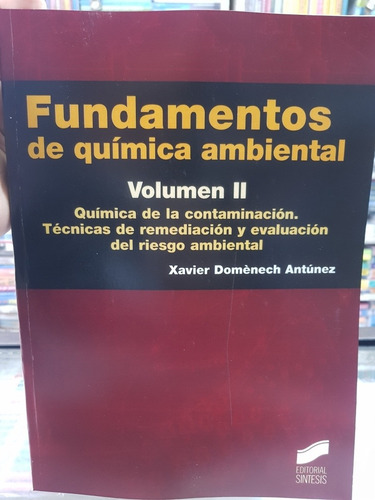 Fundamentos
de química ambiental
Volumen II
Química de la contaminación.
Técnicas de remediación y evaluación
del riesgo ambiental
Xavier Domènech Antúnez
EDITORIAL
SINTESIS